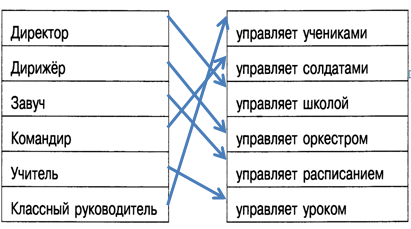 Директор
Дирижёр
Завуч
Командир
Учитель
Классный руководитель
управляет учениками
управляет солдатами
управляет школой
управляет оркестром
управляет расписанием
управляет уроком